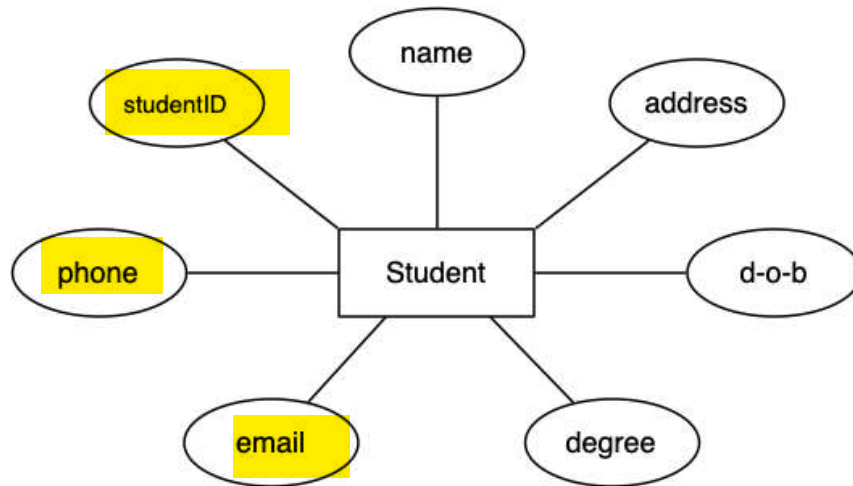 name
studentID
address
phone
Student
d-o-b
email
degree